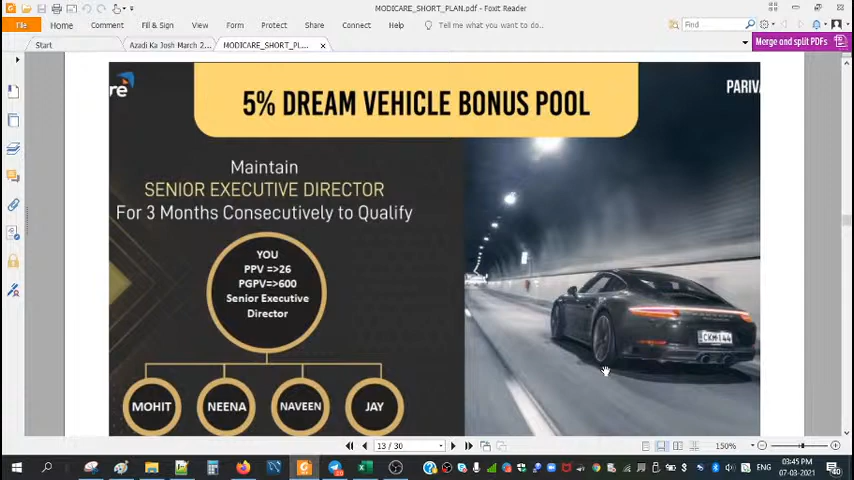 MODICARE_SHORT_PLAN.pdf - Foxit Reader
File
Home
Comment
Fill & Sign
View
Form
Protect
Share
Connect
Help
Tell me what you want to do..
Find
Start
Azadi Ka Josh March 2...
MODICARE_SHORT_PL...
Merge and split PDFs
re
5% DREAM VEHICLE BONUS POOL
PARIVA
Maintain
SENIOR EXECUTIVE DIRECTOR
For 3 Months Consecutively to Qualify
YOU
PPV =>26
PGPV=>600
Senior Executive
Director
MOHIT
NEENA
NAVEEN
JAY
13 / 30
150%
ENG
03:45 PM
07-03-2021